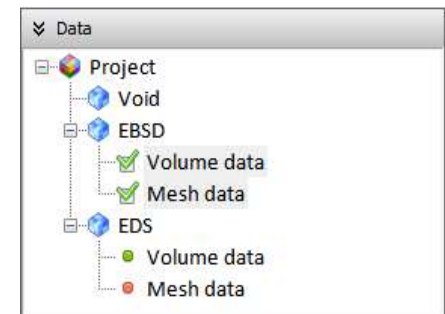 Data
Project
Void
EBSD
Volume data
Mesh data
EDS
Volume data
Mesh data